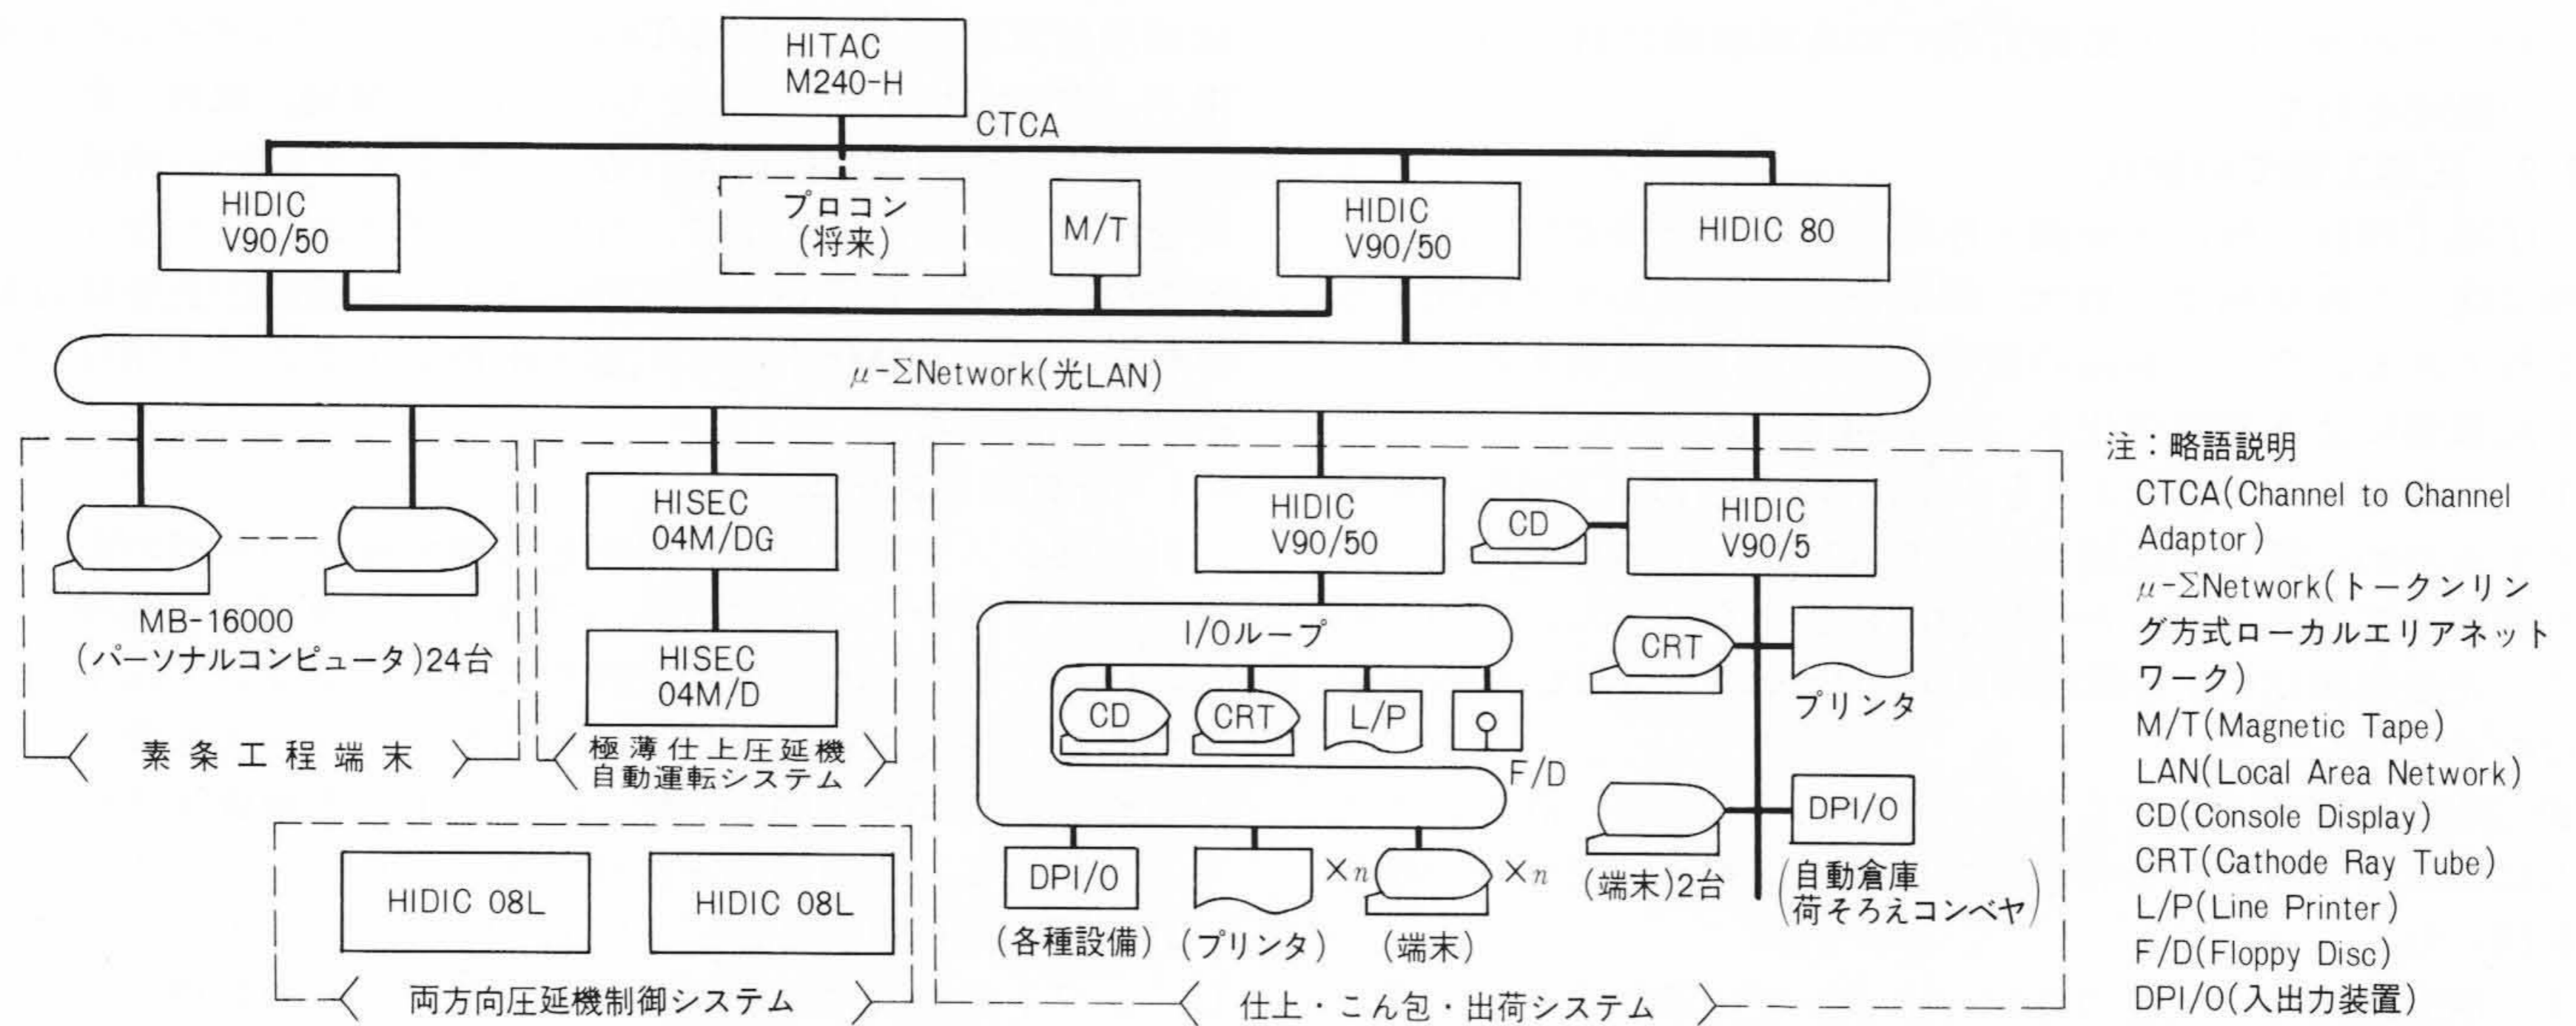 HITAC
M240-H
CTCA
HIDIC
V90/50
プロコン
(将来)
M/T
HIDIC
V90/50
HIDIC 80
μ-ΣNetwork(光LAN)
MB-16000
(パーソナルコンピュータ)24台
素条工程端末
HISEC
04M/DG
HISEC
04M/D
極薄仕上圧延機
自動運転システム
HIDIC 08L
HIDIC 08L
両方向圧延機制御システム
HIDIC
V90/50
I/Oループ
CD
CRT
L/P
F/D
DPI/O
(各種設備)
×n
(プリンタ)
×n
(端末)
CD
HIDIC
V90/5
CRT
プリンタ
(端末)2台
DPI/O
(自動倉庫
荷そろえコンベヤ)
仕上・こん包・出荷システム
注：略語説明
CTCA(Channel to Channel
Adaptor)
μ-ΣNetwork(トークンリン
グ方式ローカルエリアネット
ワーク)
M/T(Magnetic Tape)
LAN(Local Area Network)
CD(Console Display)
CRT(Cathode Ray Tube)
L/P(Line Printer)
F/D(Floppy Disc)
DPI/O(入出力装置)